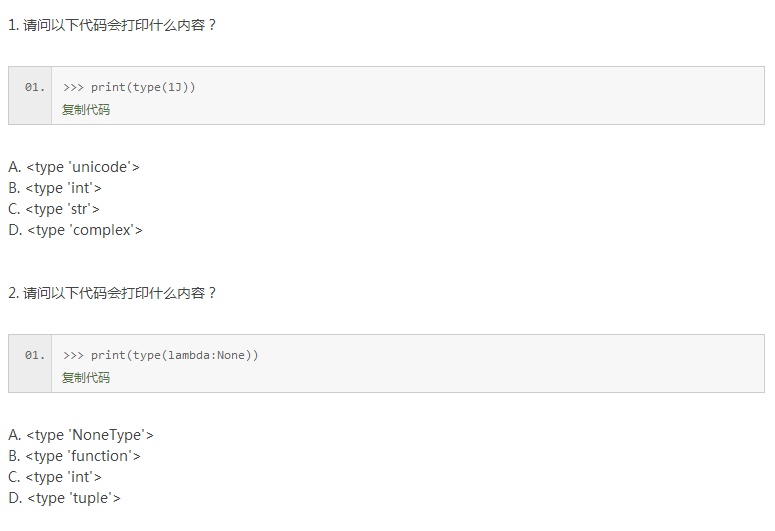 1. 请问以下代码会打印什么内容？
01. >>> print(type(1J))
复制代码
A. <type 'unicode'>
B. <type 'int'>
C. <type 'str'>
D. <type 'complex'>
2. 请问以下代码会打印什么内容？
01. >>> print(type(lambda:None))
复制代码
A. <type 'NoneType'>
B. <type 'function'>
C. <type 'int'>
D. <type 'tuple'>